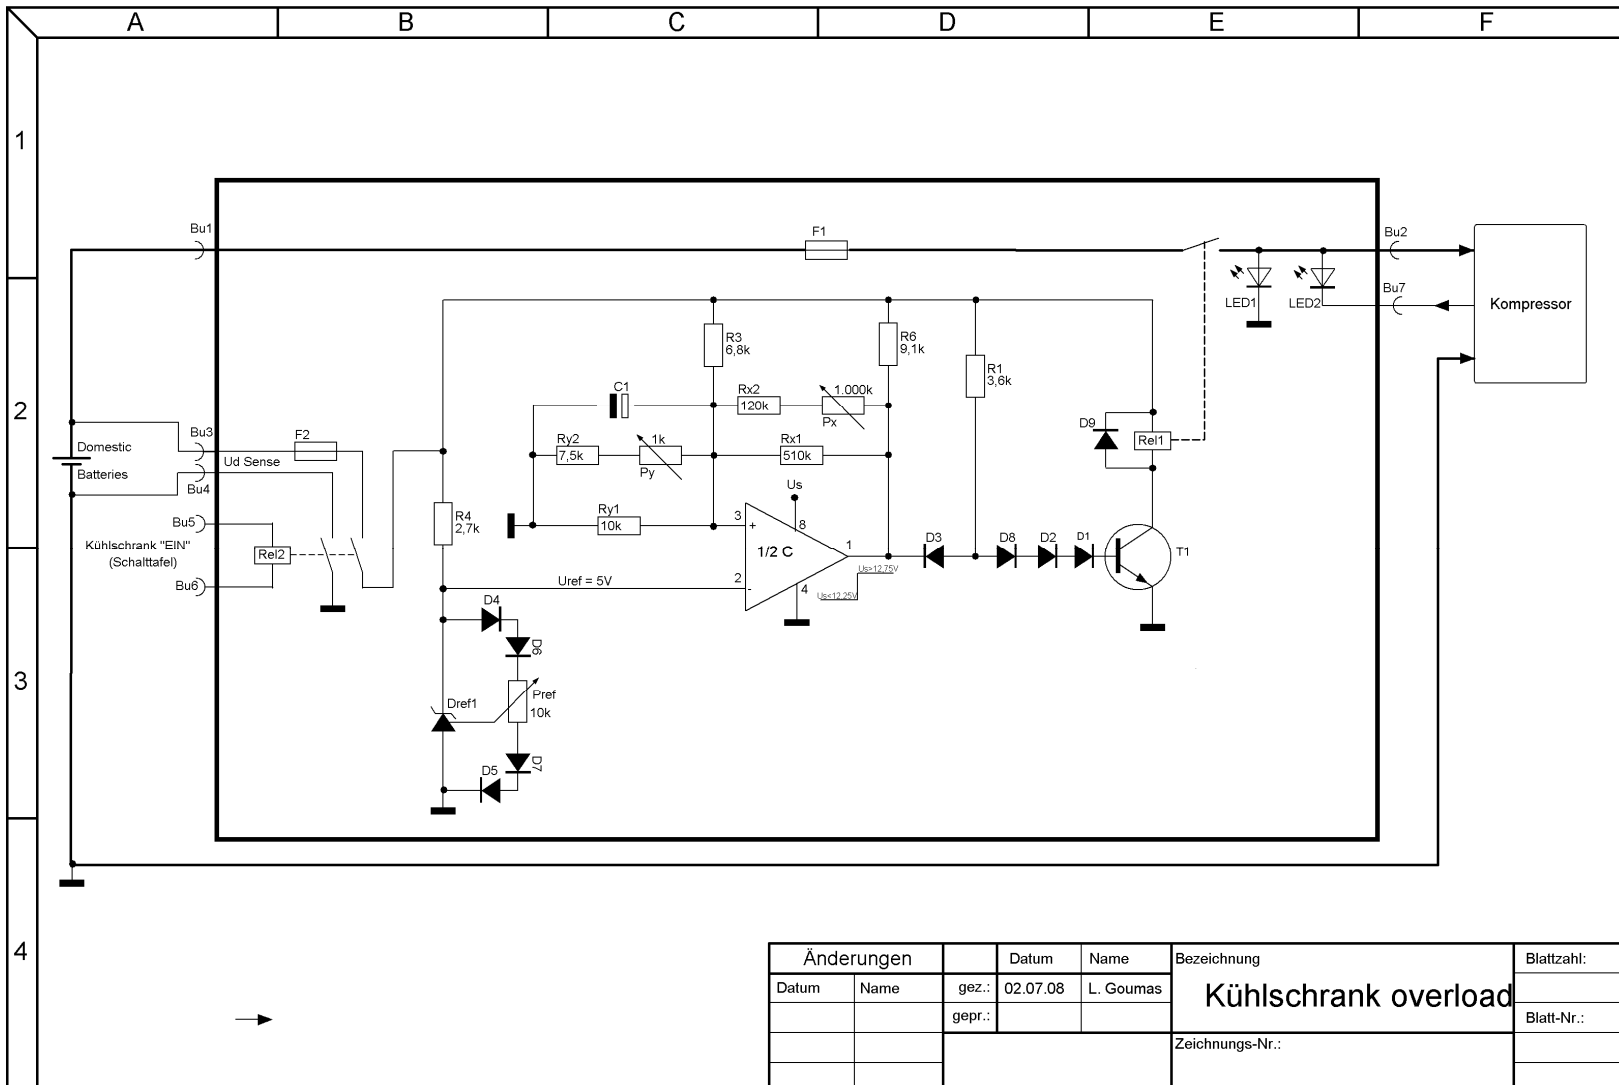 A B C D E F
1
Bu1
F1
Bu2
LED1
LED2
Bu7
Kompressor
R3
6,8k
R6
9,1k
R1
3,6k
2
C1
Rx2
120k
1.000k
Px
D9
Rel1
Domestic
Batteries
Bu3
F2
Ud Sense
Bu4
Ry2
7,5k
1k
Py
Rx1
510k
Us
Bu5
Kühlschrank "EIN"
(Schalttafel)
Rel2
Bu6
R4
2,7k
Ry1
10k
3
+
8
1/2 C
1
2
-
4
Uref = 5V
Us>12,75V
Us<12,25V
D3
D8
D2
D1
T1
D4
D6
3
Dref1
Pref
10k
D5
D7
4
Änderungen
Datum Name
Datum Name
gez.: 02.07.08 L. Goumas
gepr.:
Bezeichnung
Kühlschrank overload
Zeichnungs-Nr.:
Blattzahl:
Blatt-Nr.: